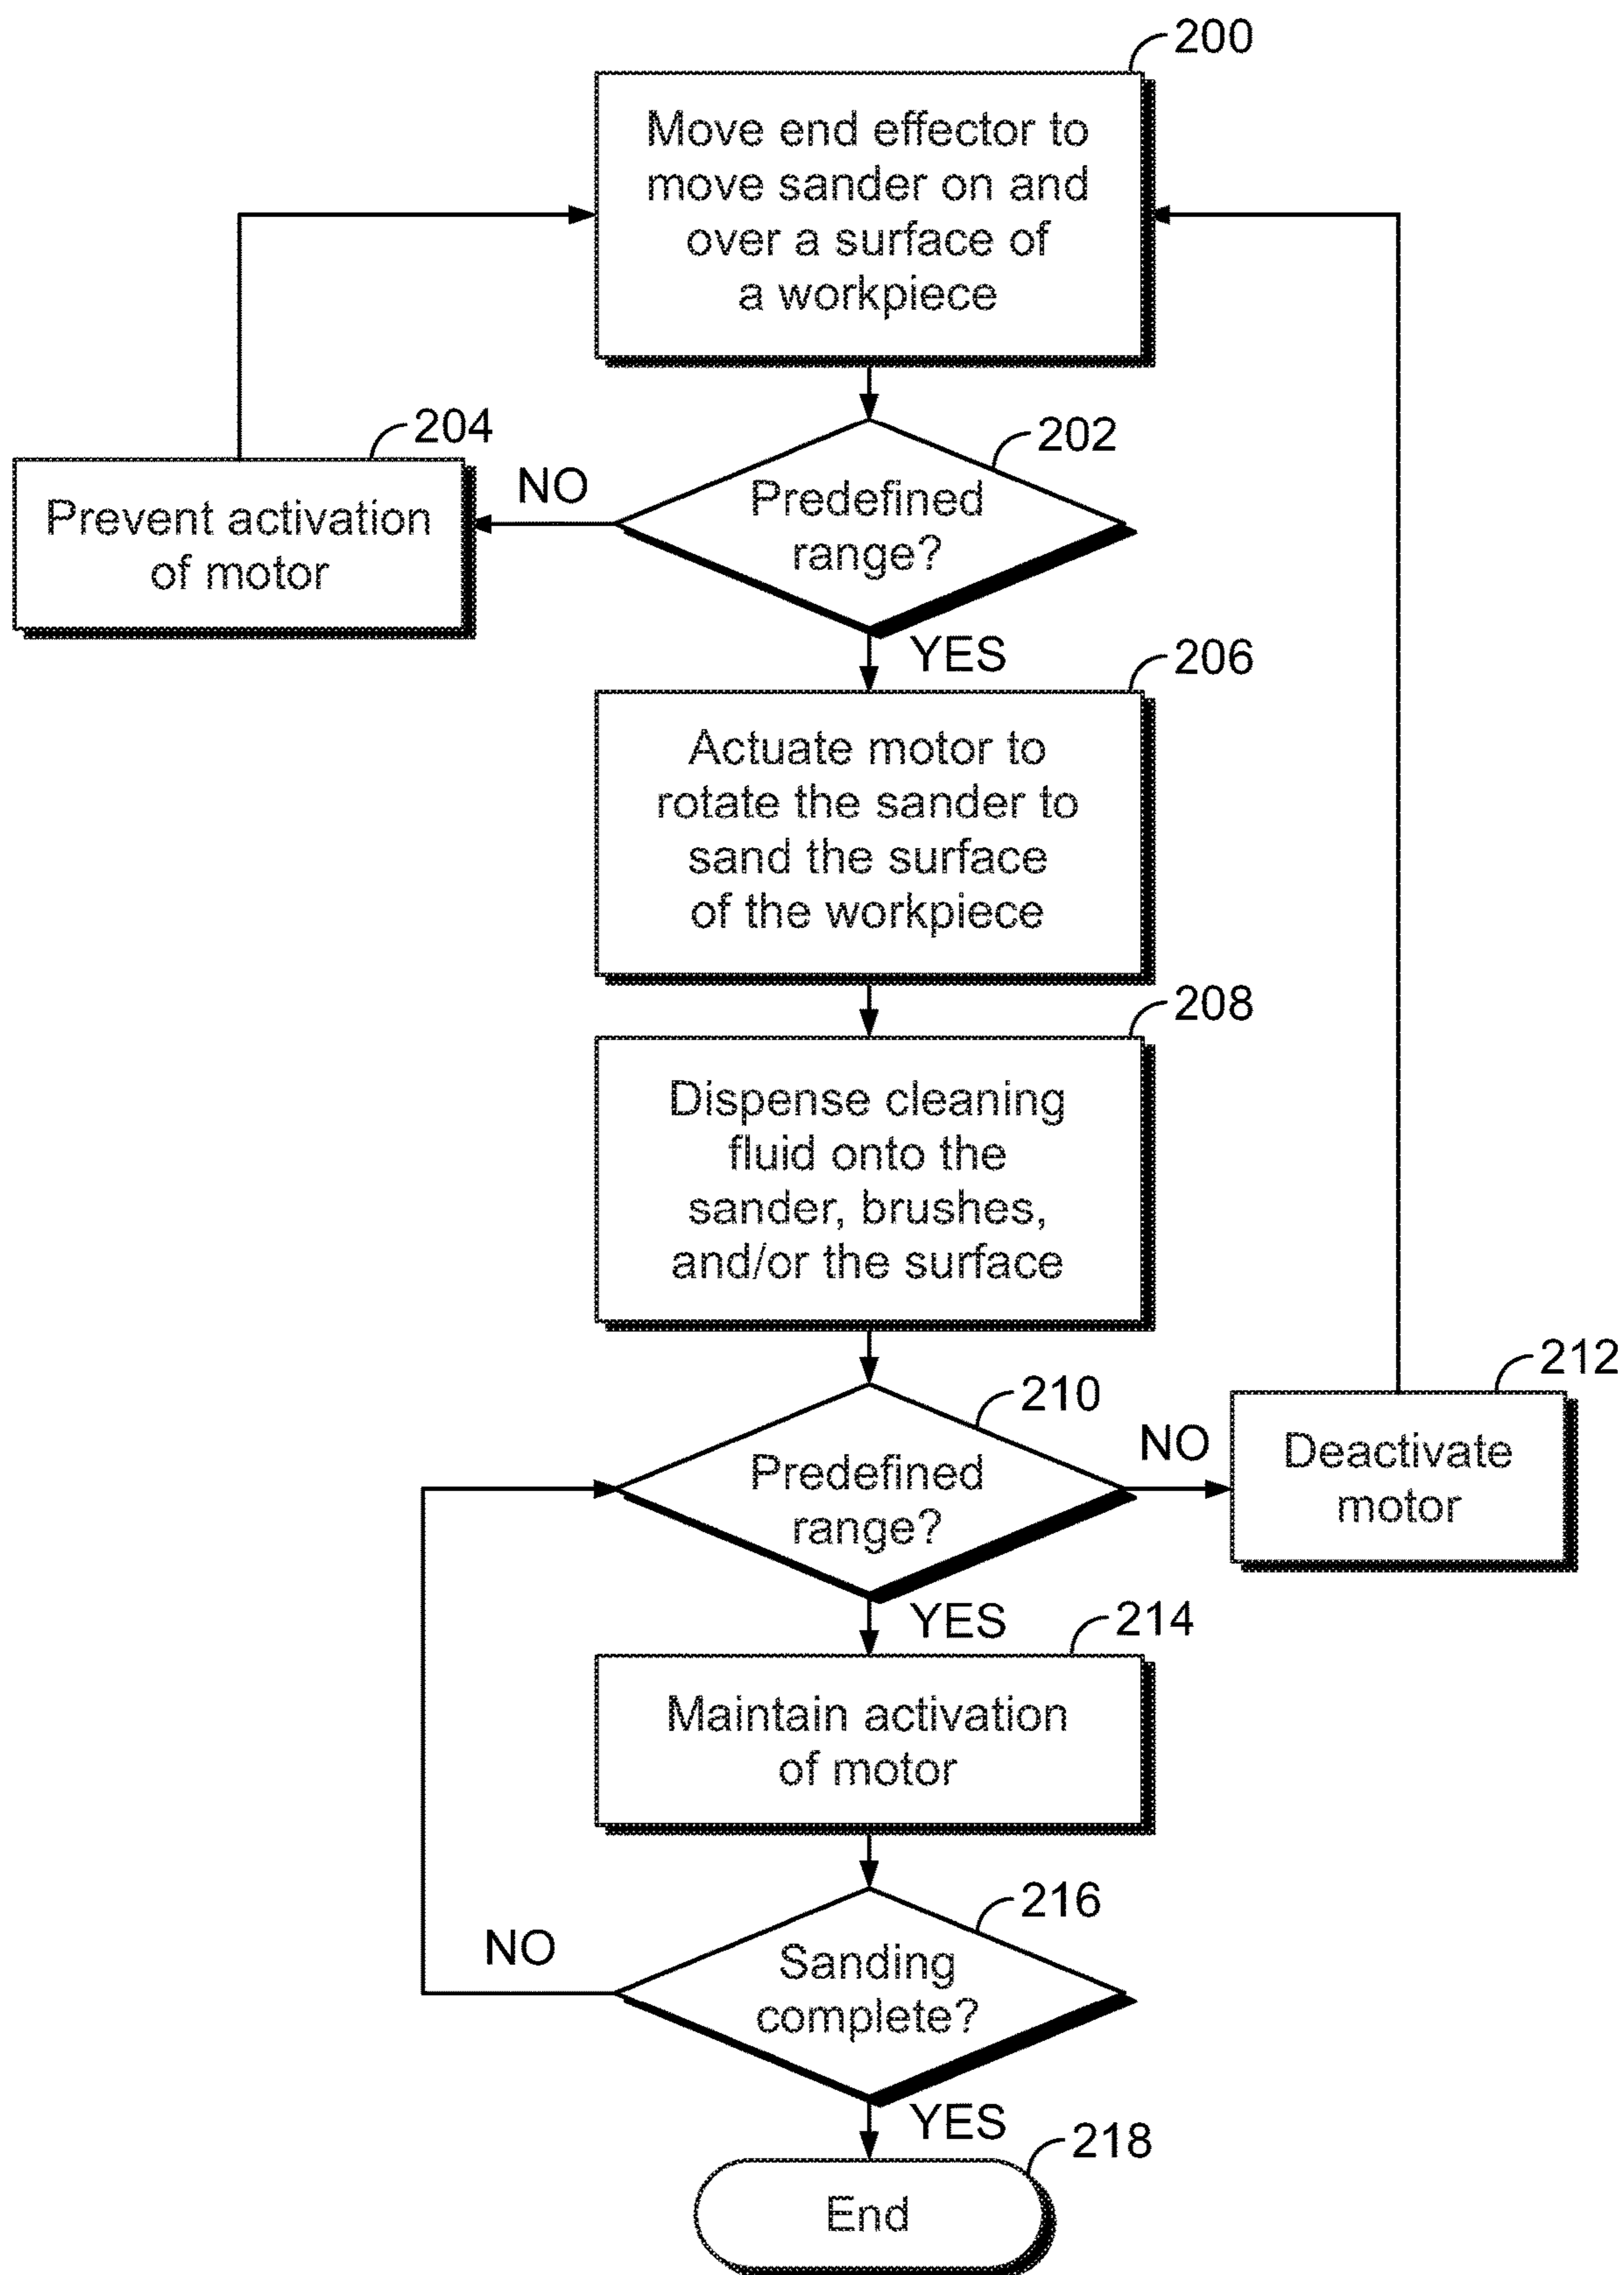 200
Move end effector to
move sander on and
over a surface of
a workpiece
204
Prevent activation
of motor
NO
202
Predefined
range?
YES
206
Actuate motor to
rotate the sander to
sand the surface
of the workpiece
208
Dispense cleaning
fluid onto the
sander, brushes,
and/or the surface
210
Predefined
range?
NO
212
Deactivate
motor
YES
214
Maintain activation
of motor
216
NO
Sanding
complete?
YES
218
End